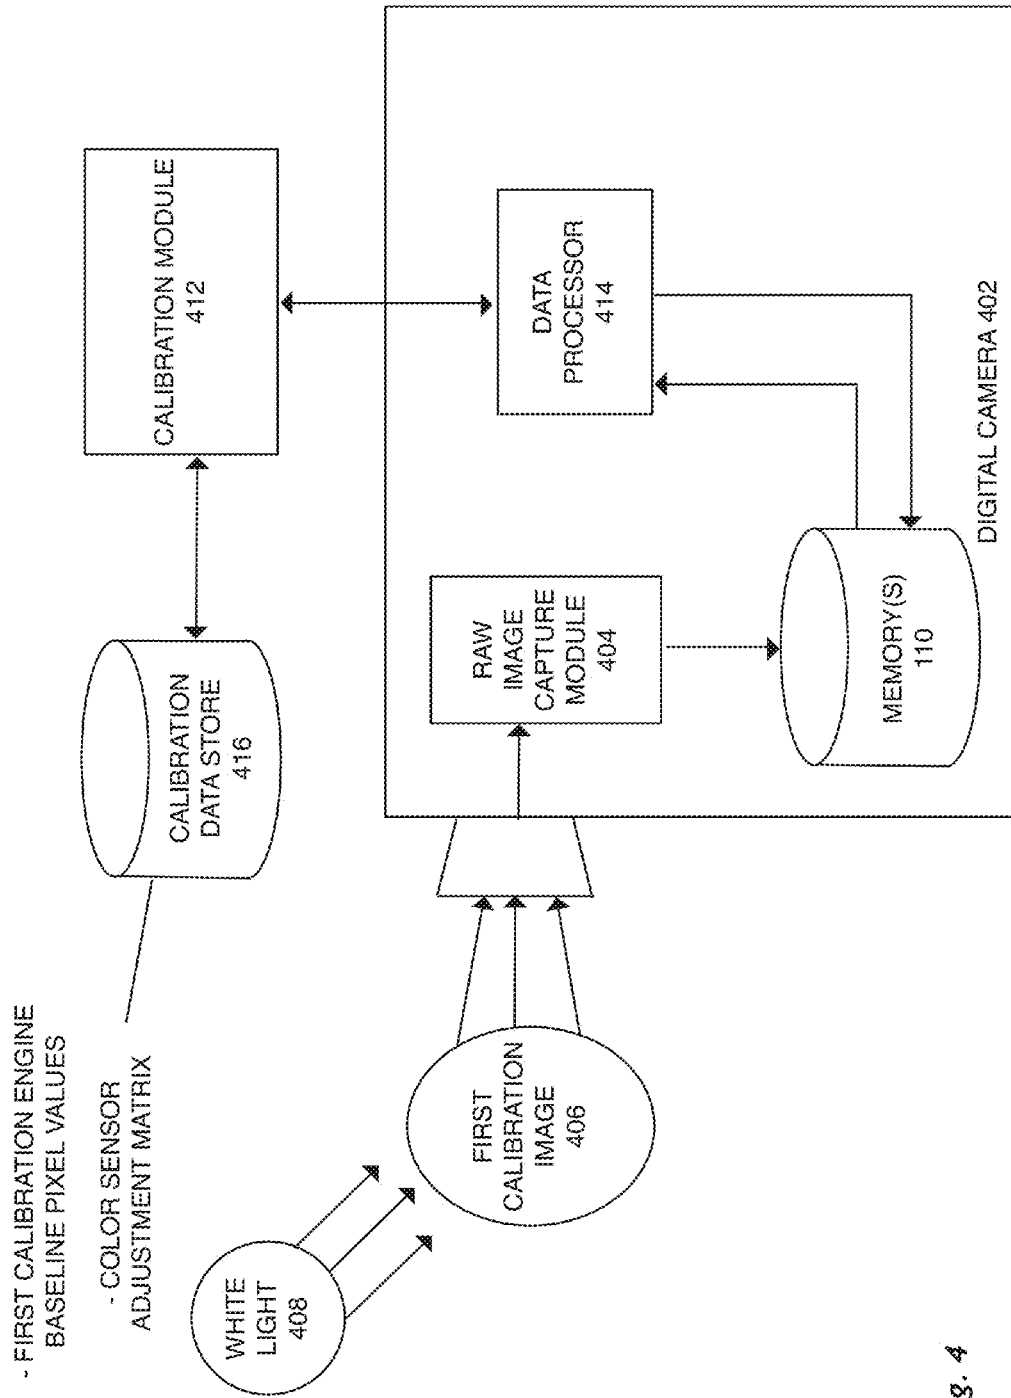 - FIRST CALIBRATION ENGINE
BASELINE PIXEL VALUES
- COLOR SENSOR
ADJUSTMENT MATRIX
CALIBRATION
DATA STORE
416
CALIBRATION MODULE
412
WHITE
LIGHT
408
FIRST
CALIBRATION
IMAGE
406
RAW
IMAGE
CAPTURE
MODULE
404
DATA
PROCESSOR
414
MEMORY(S)
110
DIGITAL CAMERA 402
g. 4